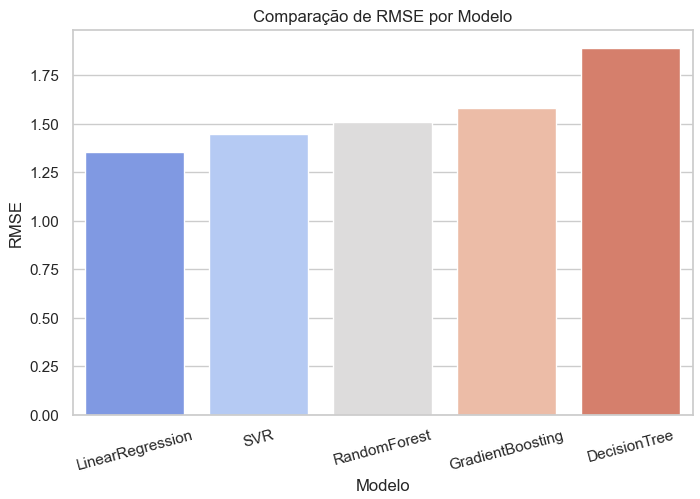 Comparação de RMSE por Modelo
RMSE
1.75
1.50
1.25
1.00
0.75
0.50
0.25
0.00
LinearRegression
SVR
RandomForest
GradientBoosting
DecisionTree
Modelo